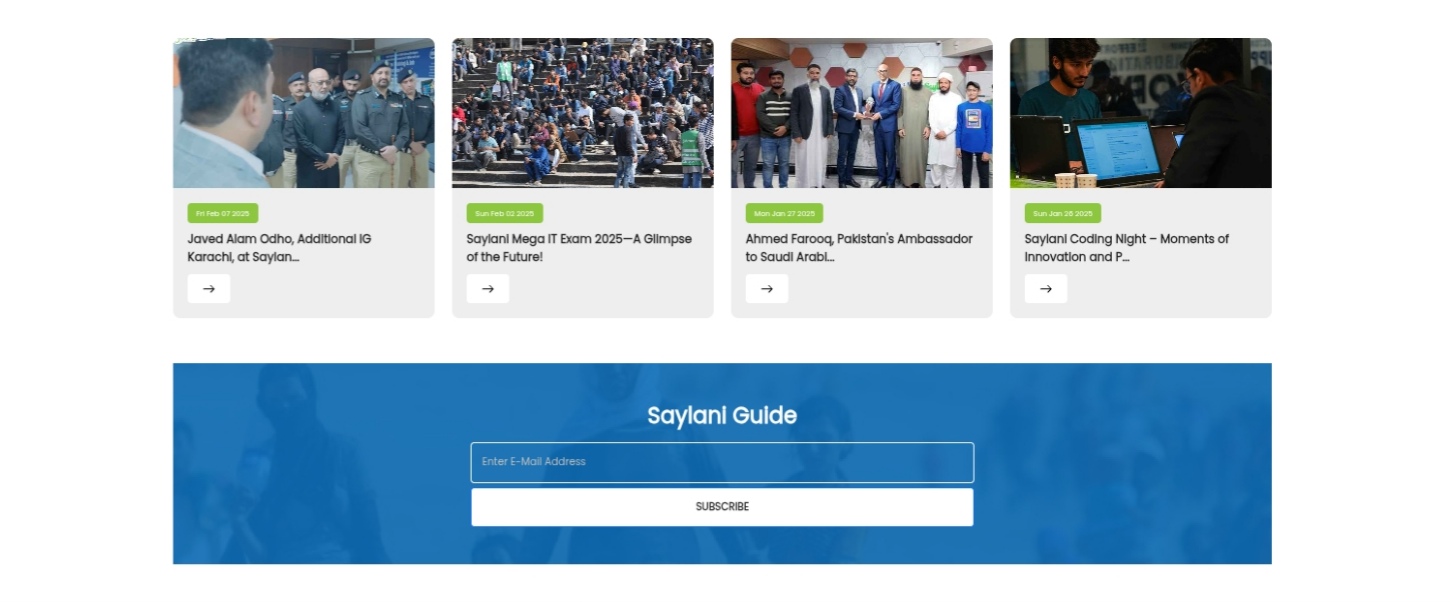 Fri Feb 07 2025
Javed Alam Odho, Additional IG
Karachi, at Saylan...
→
Sun Feb 02 2025
Saylani Mega IT Exam 2025—A Glimpse
of the Future!
→
Mon Jan 27 2025
Ahmed Farooq, Pakistan's Ambassador
to Saudi Arabi...
→
Sun Jan 26 2025
Saylani Coding Night – Moments of
Innovation and P...
→
Saylani Guide
Enter E-Mail Address
SUBSCRIBE